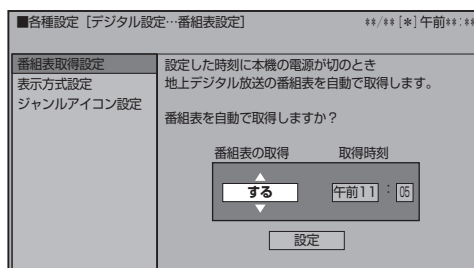 ■各種設定［デジタル設定…番組表設定］ **/**［*］午前**:**
番組表取得設定
表示方式設定
ジャンルアイコン設定
設定した時刻に本機の電源が切のとき
地上デジタル放送の番組表を自動で取得します。
番組表を自動で取得しますか？
番組表の取得 取得時刻
する 午前11：05
設定